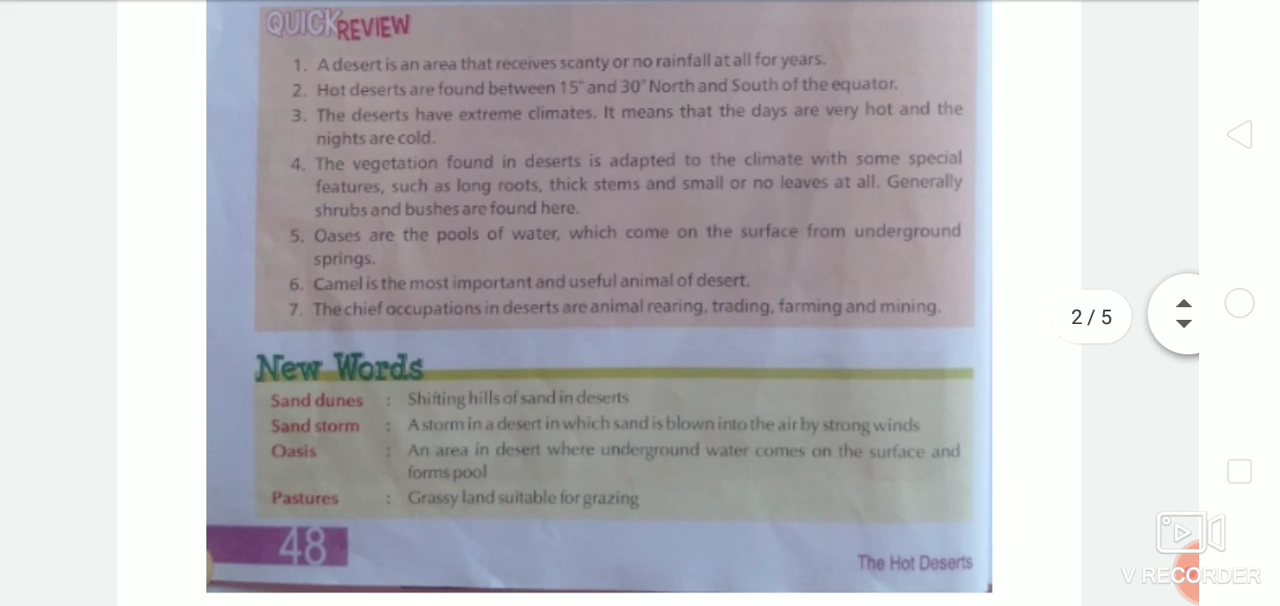 QUICK REVIEW
1. A desert is an area that receives scanty or no rainfall at all for years.
2. Hot deserts are found between 15° and 30° North and South of the equator.
3. The deserts have extreme climates. It means that the days are very hot and the
nights are cold.
4. The vegetation found in deserts is adapted to the climate with some special
features, such as long roots, thick stems and small or no leaves at all. Generally
shrubs and bushes are found here.
5. Oases are the pools of water, which come on the surface from underground
springs.
6. Camel is the most important and useful animal of desert.
7. The chief occupations in deserts are animal rearing, trading, farming and mining.
New Words
Sand dunes : Shifting hills of sand in deserts
Sand storm : A storm in a desert in which sand is blown into the air by strong winds
Oasis : An area in desert where underground water comes on the surface and
forms pool
Pastures : Grassy land suitable for grazing
48
The Hot Deserts
2 / 5
V RECORDER